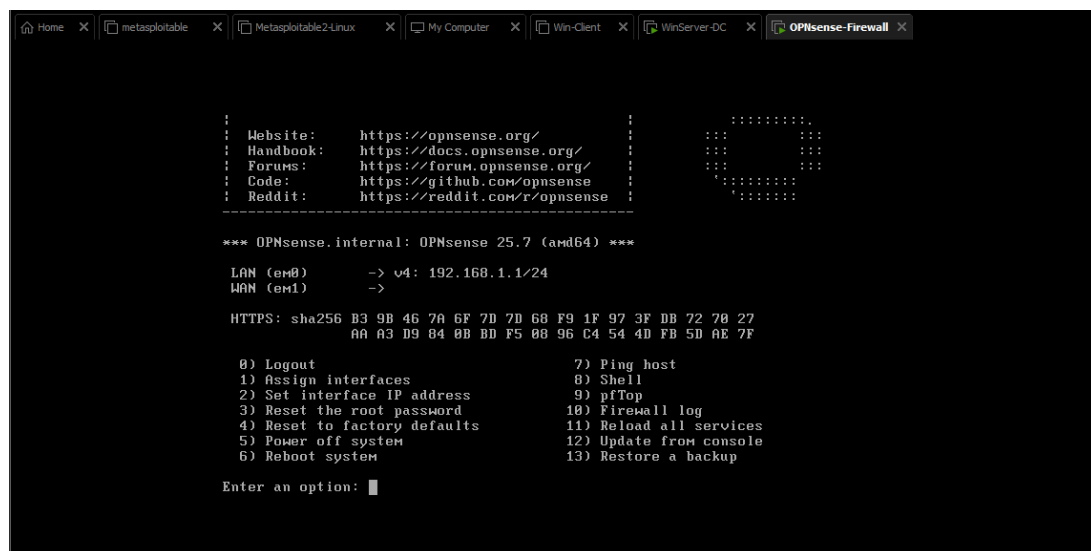 Home metasploitable Metasploitable2-Linux My Computer Win-Client WinServer-DC OPNsense-Firewall
Website: https://opnsense.org/
Handbook: https://docs.opnsense.org/
Forums: https://forum.opnsense.org/
Code: https://github.com/opnsense
Reddit: https://reddit.com/r/opnsense
*** OPNsense.internal: OPNsense 25.7 (amd64) ***
LAN (em0) -> v4: 192.168.1.1/24
WAN (em1) ->
HTTPS: sha256 B3 9B 46 7A 6F 7D 7D 68 F9 1F 97 3F DB 72 70 27
AA A3 D9 84 0B BD F5 08 96 C4 54 4D FB 5D AE 7F
0) Logout 7) Ping host
1) Assign interfaces 8) Shell
2) Set interface IP address 9) pfTop
3) Reset the root password 10) Firewall log
4) Reset to factory defaults 11) Reload all services
5) Power off system 12) Update from console
6) Reboot system 13) Restore a backup
Enter an option: